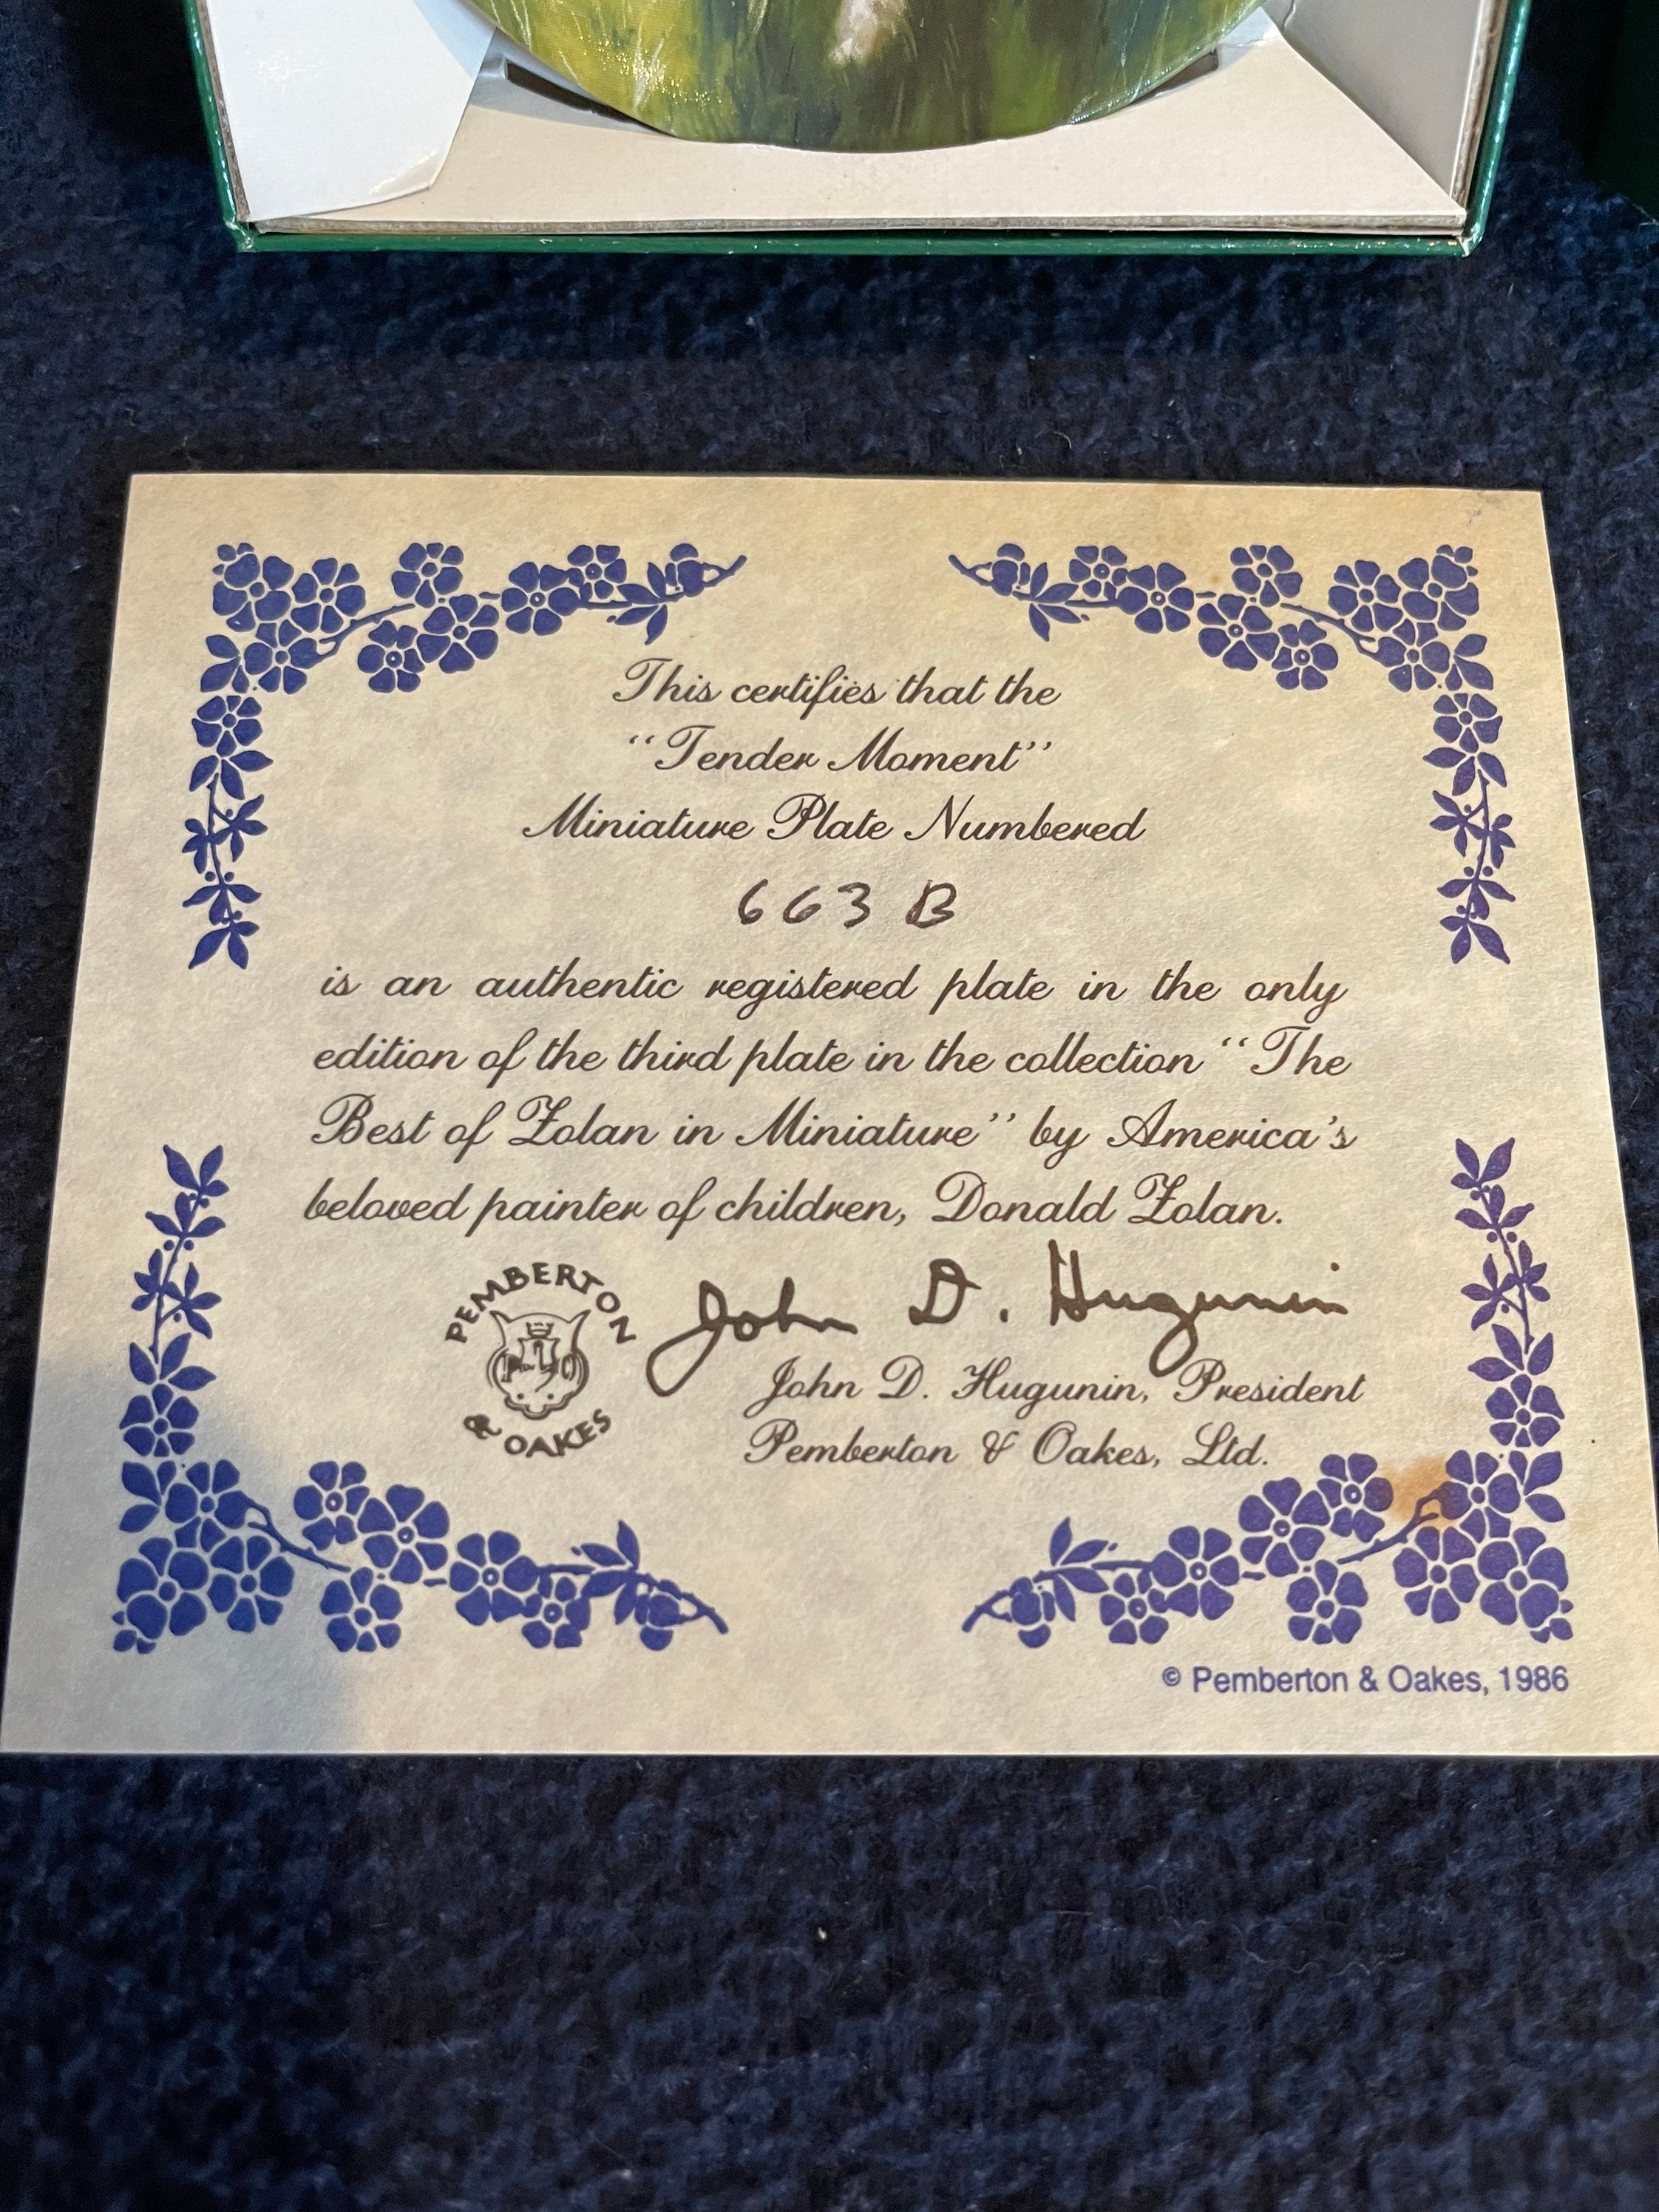 This certifies that the
“Tender Moment”
Miniature Plate Numbered
663 B
is an authentic registered plate in the only
edition of the third plate in the collection “The
Best of Zolan in Miniature” by America’s
beloved painter of children, Donald Zolan.
PEMBERTON
& OAKES
John D. Hugunin
John D. Hugunin, President
Pemberton & Oakes, Ltd.
© Pemberton & Oakes, 1986